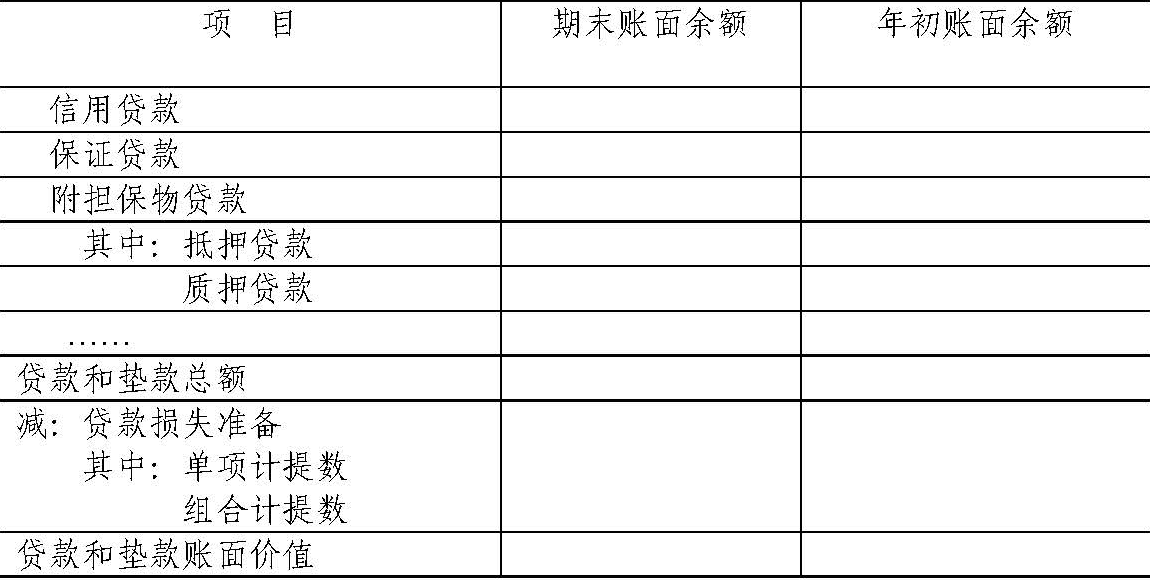 项 目 期末账面余额 年初账面余额
信用贷款
保证贷款
附担保物贷款
其中：抵押贷款
质押贷款
……
贷款和垫款总额
减：贷款损失准备
其中：单项计提数
组合计提数
贷款和垫款账面价值